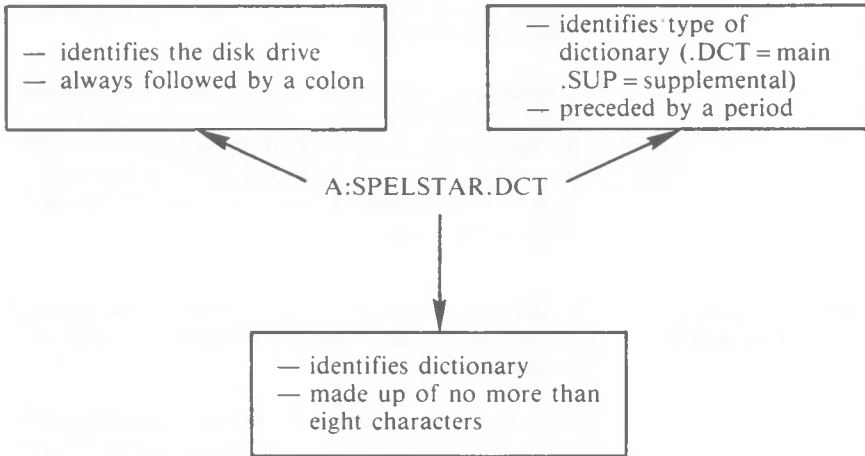 — identifies the disk drive
— always followed by a colon
— identifies type of
dictionary (.DCT = main
.SUP = supplemental)
— preceded by a period
A:SPELSTAR.DCT
— identifies dictionary
— made up of no more than
eight characters